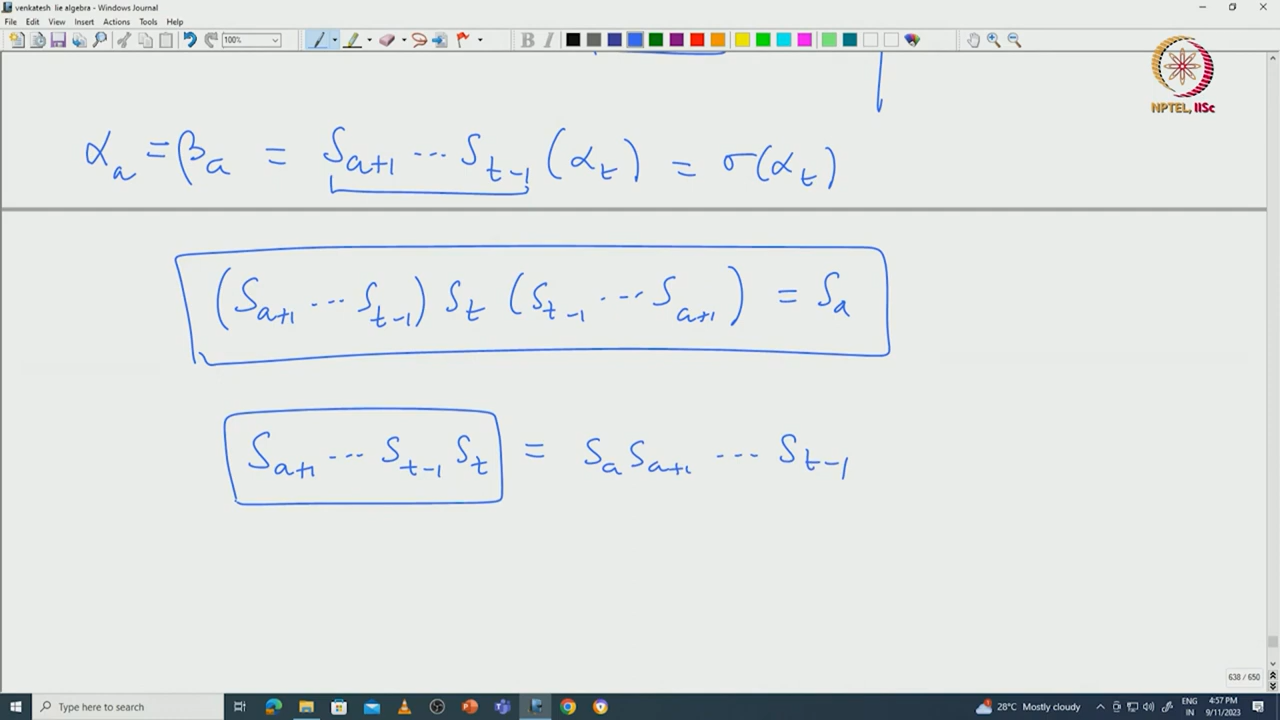 venkatesh lie algebra - Windows Journal
File Edit View Insert Actions Tools Help
100% B I
NPTEL, IISc
α_a = β_a = S_{a+1} ... S_{t-1} (α_t) = σ(α_t)
(S_{a+1} ... S_{t-1}) S_t (S_{t-1} ... S_{a+1}) = S_a
S_{a+1} ... S_{t-1} S_t = S_a S_{a+1} ... S_{t-1}
638 / 650
Type here to search
28°C Mostly cloudy
ENG
IN
4:57 PM
9/11/2023